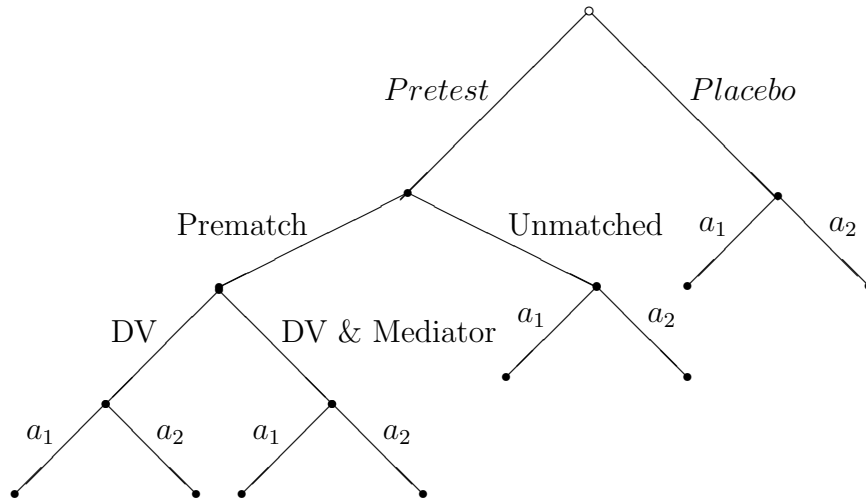 Pretest
Placebo
Prematch
Unmatched
a₁
a₂
DV
DV & Mediator
a₁
a₂
a₁
a₂
a₁
a₂